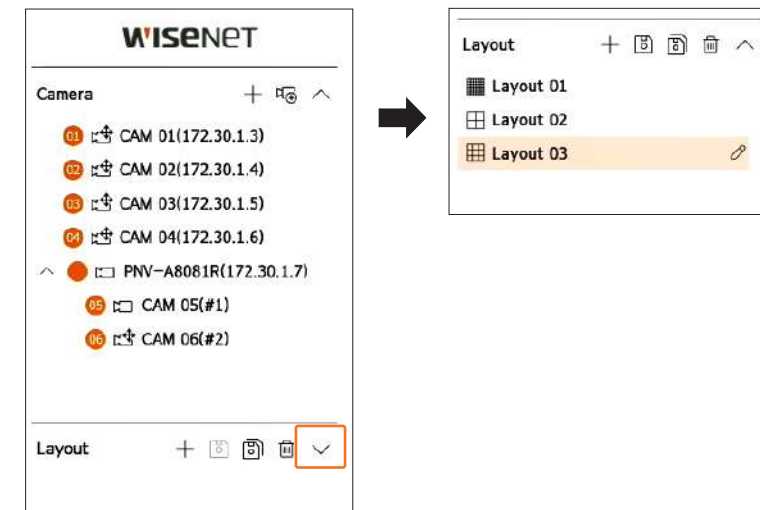 WISENET
Camera
01 CAM 01(172.30.1.3)
02 CAM 02(172.30.1.4)
03 CAM 03(172.30.1.5)
04 CAM 04(172.30.1.6)
PNV-A8081R(172.30.1.7)
05 CAM 05(#1)
06 CAM 06(#2)
Layout
Layout
Layout 01
Layout 02
Layout 03